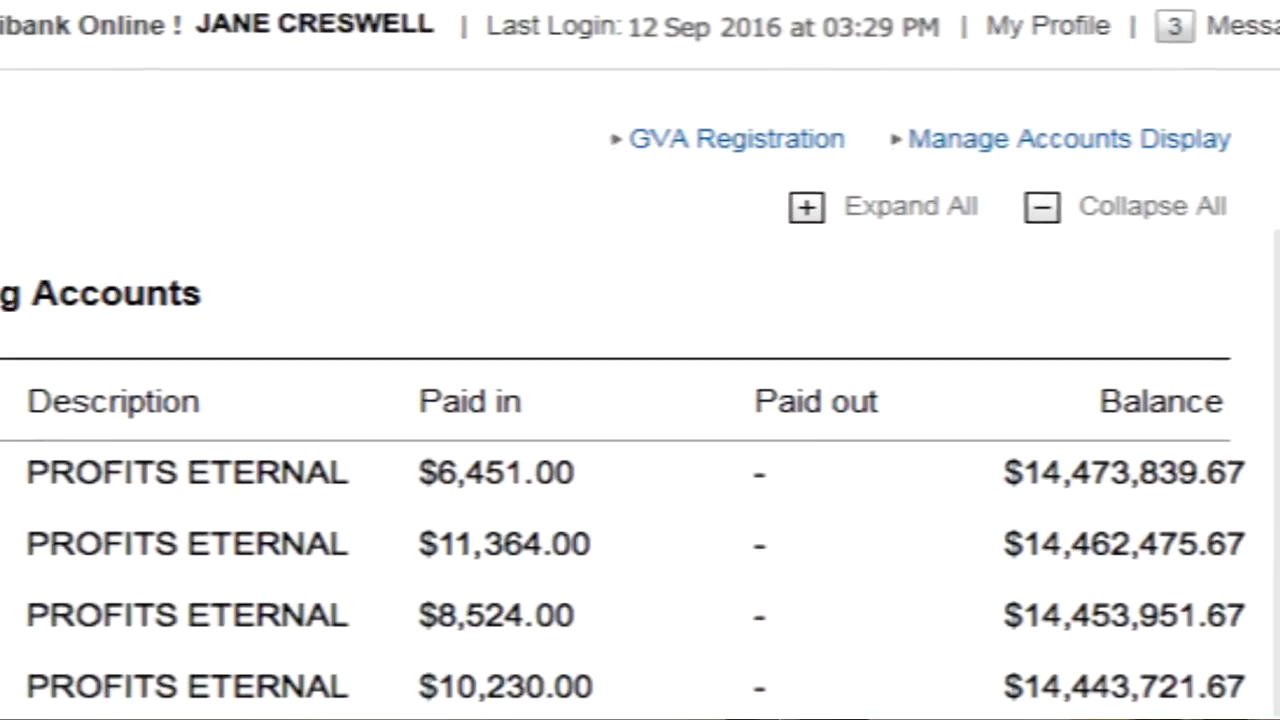 ibank Online ! JANE CRESWELL | Last Login: 12 Sep 2016 at 03:29 PM | My Profile | 3 Messa
GVA Registration Manage Accounts Display
+ Expand All − Collapse All
g Accounts
Description Paid in Paid out Balance
PROFITS ETERNAL $6,451.00 - $14,473,839.67
PROFITS ETERNAL $11,364.00 - $14,462,475.67
PROFITS ETERNAL $8,524.00 - $14,453,951.67
PROFITS ETERNAL $10,230.00 - $14,443,721.67